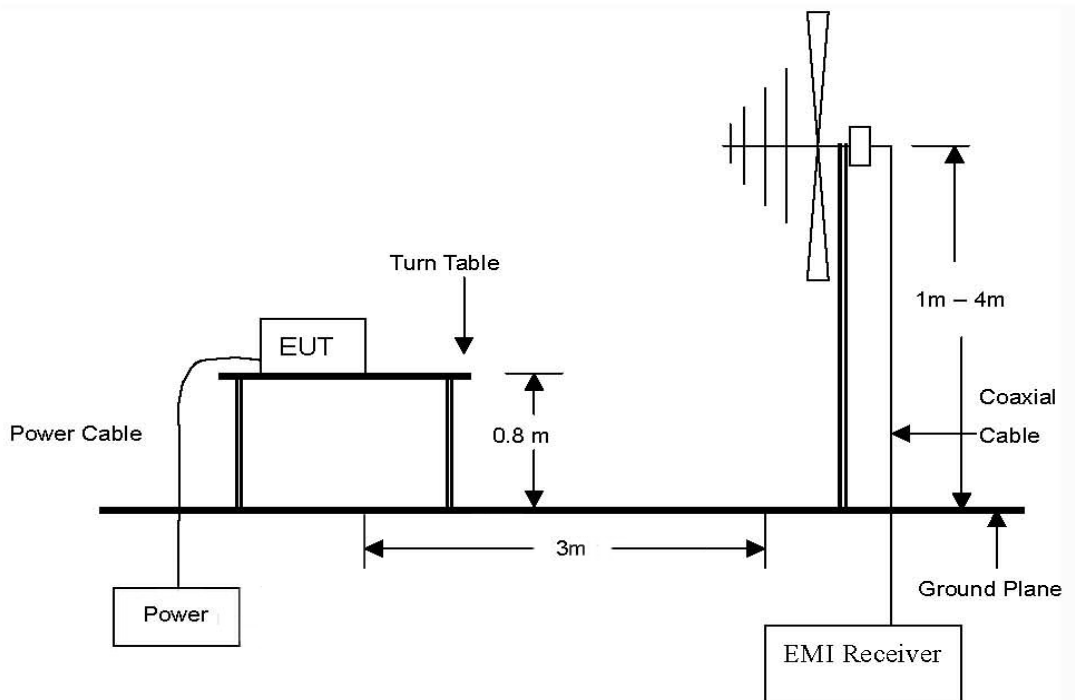 Turn Table
1m – 4m
EUT
Coaxial
Power Cable
0.8 m
Cable
3m
Ground Plane
Power
EMI Receiver